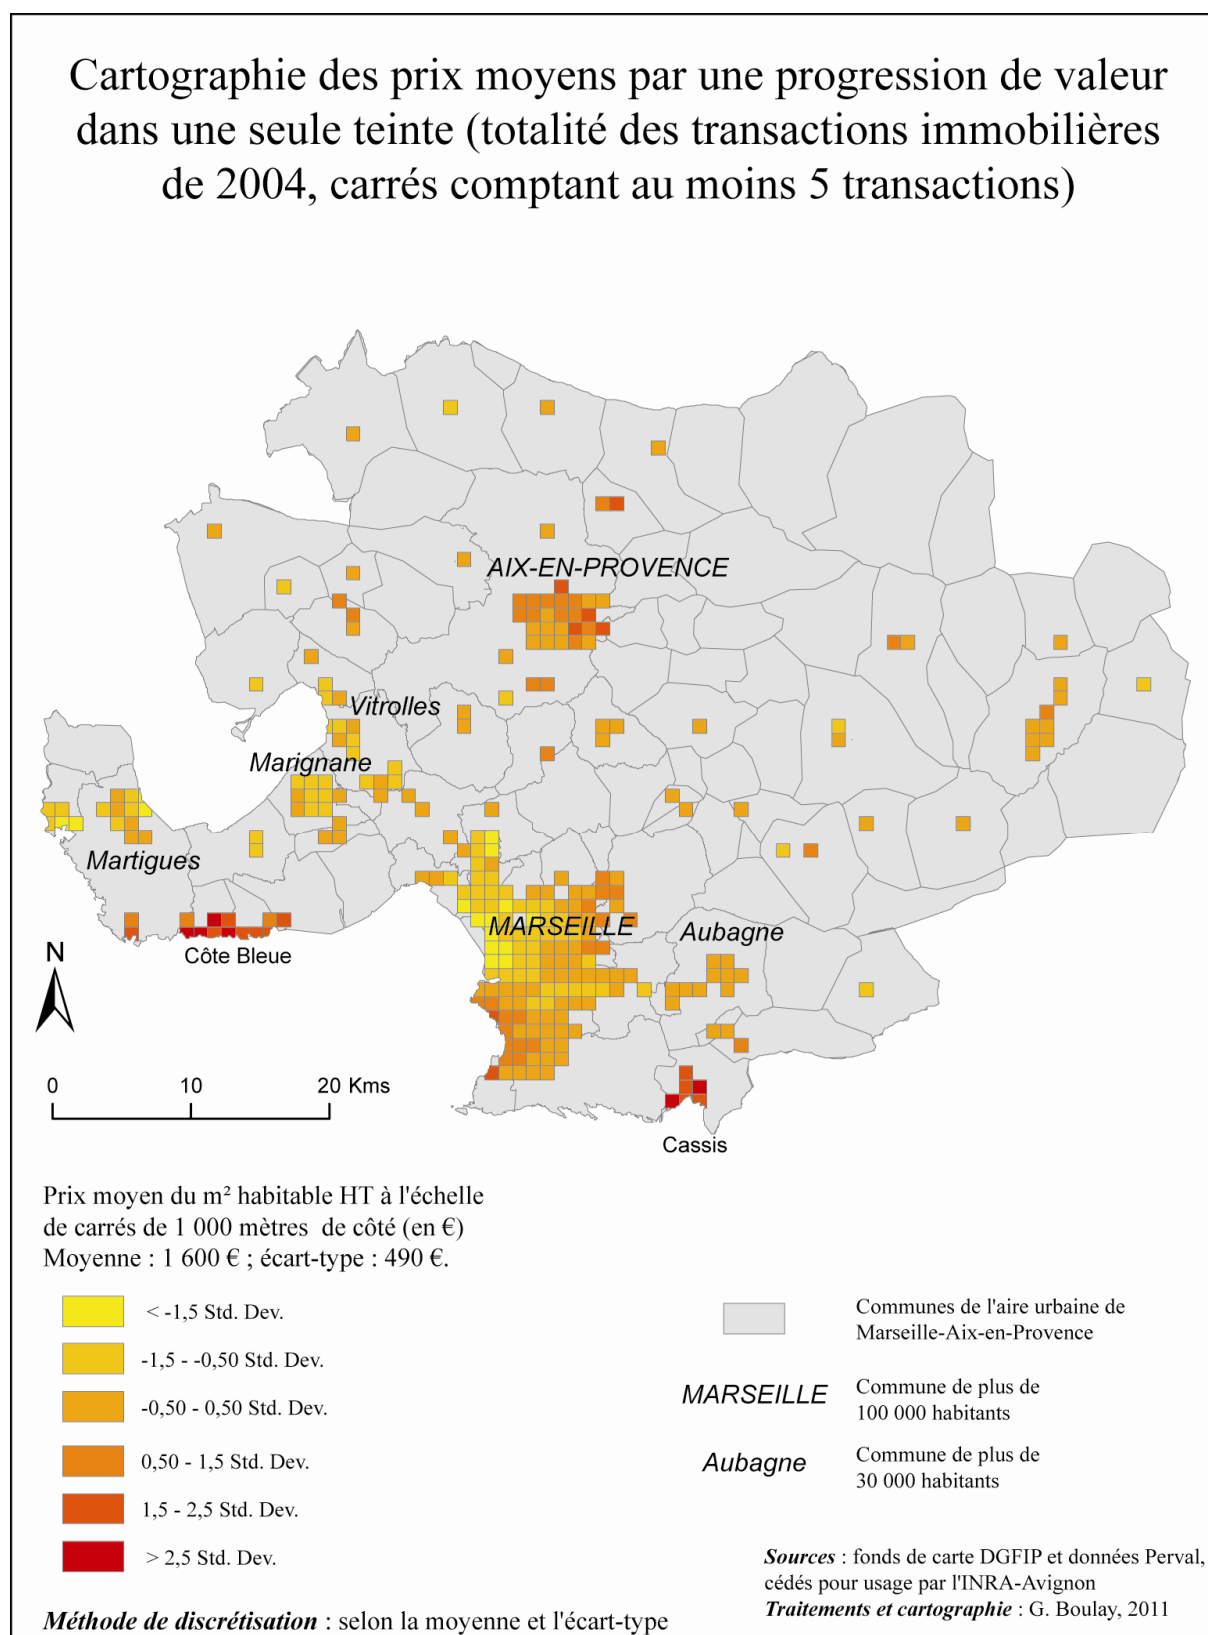 Cartographie des prix moyens par une progression de valeur
dans une seule teinte (totalité des transactions immobilières
de 2004, carrés comptant au moins 5 transactions)
AIX-EN-PROVENCE
Vitrolles
Marignane
Martigues
MARSEILLE
Aubagne
Côte Bleue
N
0 10 20 Kms
Cassis
Prix moyen du m² habitable HT à l'échelle
de carrés de 1 000 mètres de côté (en €)
Moyenne : 1 600 € ; écart-type : 490 €.
< -1,5 Std. Dev.
-1,5 - -0,50 Std. Dev.
-0,50 - 0,50 Std. Dev.
0,50 - 1,5 Std. Dev.
1,5 - 2,5 Std. Dev.
> 2,5 Std. Dev.
Méthode de discrétisation : selon la moyenne et l'écart-type
Communes de l'aire urbaine de
Marseille-Aix-en-Provence
MARSEILLE
Commune de plus de
100 000 habitants
Aubagne
Commune de plus de
30 000 habitants
Sources : fonds de carte DGFIP et données Perval,
cédés pour usage par l'INRA-Avignon
Traitements et cartographie : G. Boulay, 2011